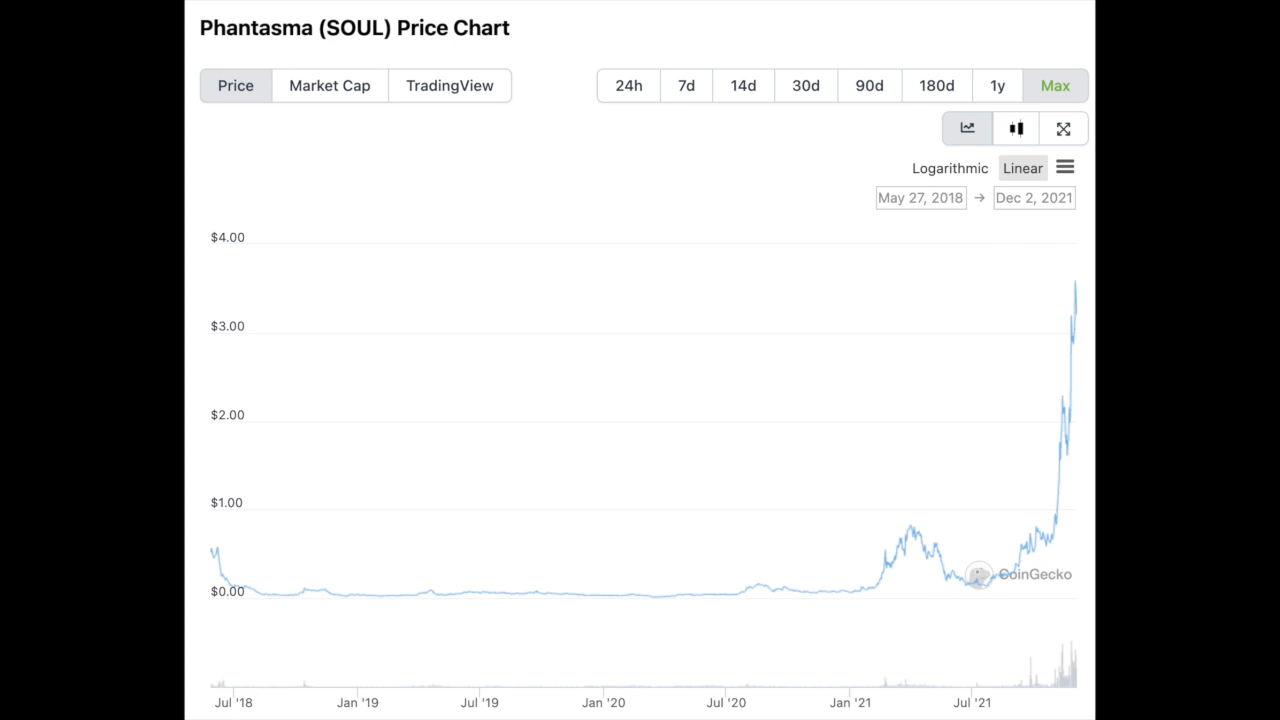 Phantasma (SOUL) Price Chart
Price Market Cap TradingView 24h 7d 14d 30d 90d 180d 1y Max
Logarithmic Linear
May 27, 2018 → Dec 2, 2021
$4.00
$3.00
$2.00
$1.00
CoinGecko
$0.00
Jul '18 Jan '19 Jul '19 Jan '20 Jul '20 Jan '21 Jul '21